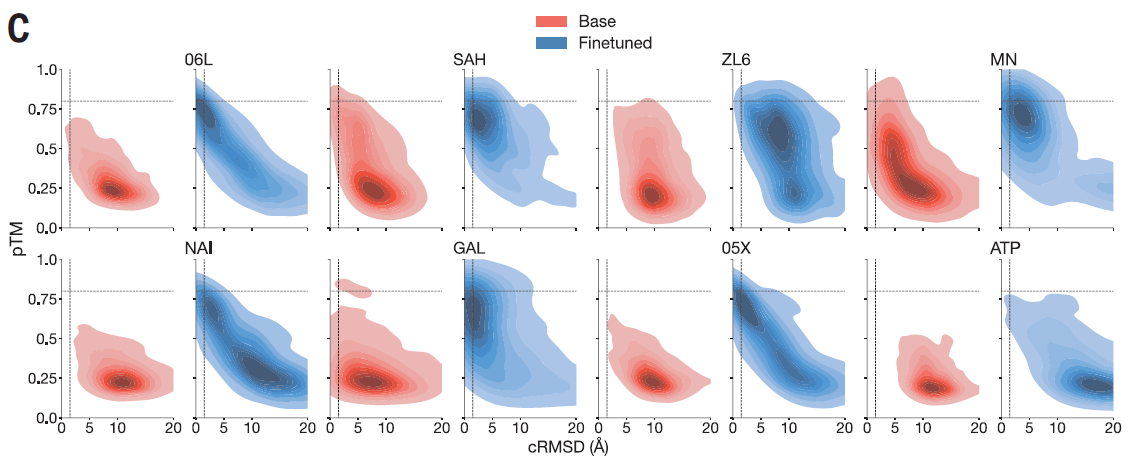 C
Base
Finetuned
06L
SAH
ZL6
MN
1.0
0.75
0.5
0.25
0.0
pTM
NAI
GAL
05X
ATP
1.0
0.75
0.5
0.25
0.0
0 5 10 20 0 5 10 20 0 5 10 20 0 5 10 20 0 5 10 20 0 5 10 20 0 5 10 20 0 5 10 20
cRMSD (Å)